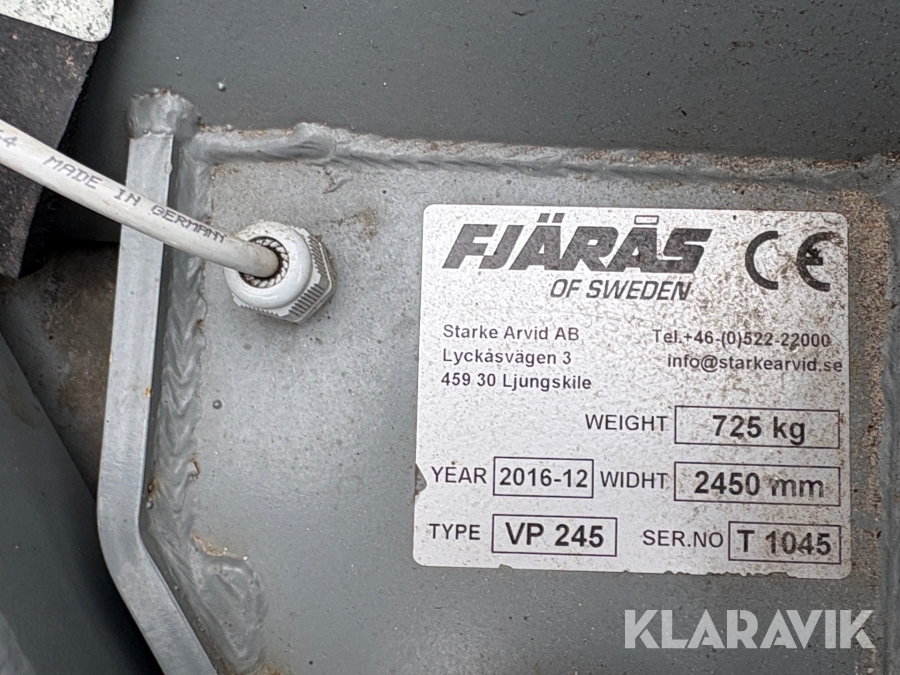 54 MADE IN GERMANY
FJÄRÅS
OF SWEDEN
CE
Starke Arvid AB
Lyckåsvägen 3
459 30 Ljungskile
Tel.+46-(0)522-22000
info@starkearvid.se
WEIGHT 725 kg
YEAR 2016-12 WIDHT 2450 mm
TYPE VP 245 SER.NO T 1045
KLARAVIK